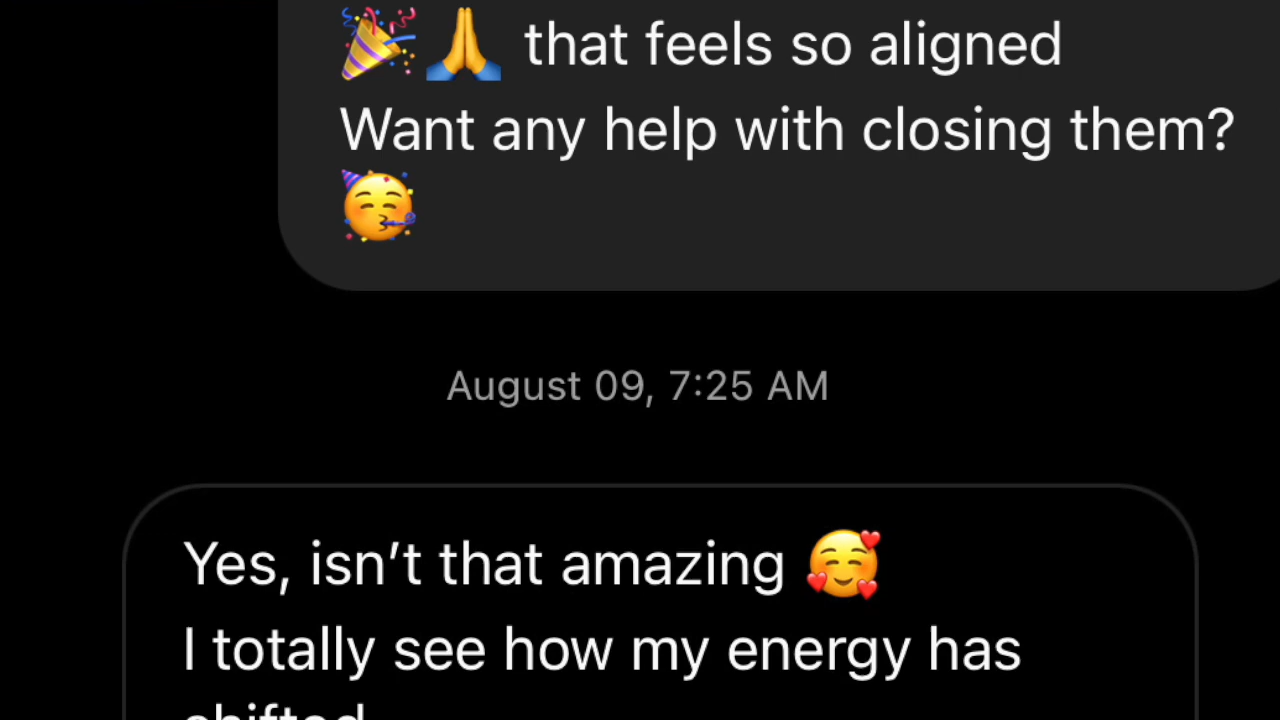 🎉🙏 that feels so aligned
Want any help with closing them?
🥳
August 09, 7:25 AM
Yes, isn’t that amazing 🥰
I totally see how my energy has
shifted